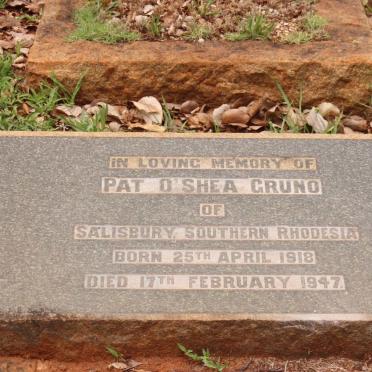 IN LOVING MEMORY OF
PAT O'SHEA GRUNO
OF
SALISBURY, SOUTHERN RHODESIA
BORN 25TH APRIL 1918
DIED 17TH FEBRUARY 1947.